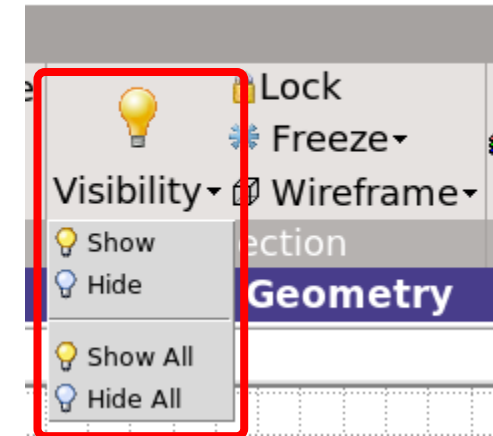 Lock
Freeze
Visibility
Wireframe
Show
ection
Hide
Geometry
Show All
Hide All